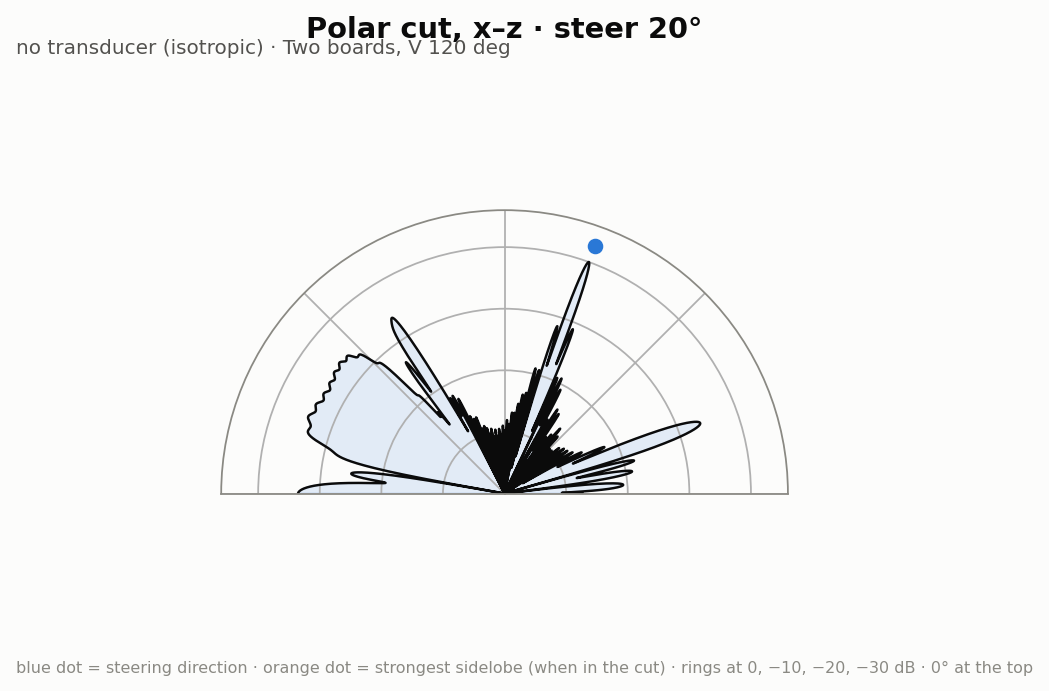 Polar cut, x–z · steer 20°
no transducer (isotropic) · Two boards, V 120 deg
blue dot = steering direction · orange dot = strongest sidelobe (when in the cut) · rings at 0, −10, −20, −30 dB · 0° at the top